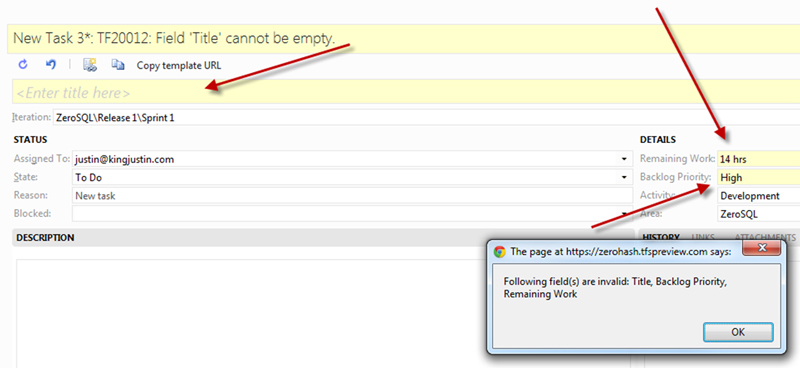 New Task 3*: TF20012: Field 'Title' cannot be empty.
Copy template URL
<Enter title here>
Iteration: ZeroSQL\Release 1\Sprint 1
STATUS
Assigned To: justin@kingjustin.com
State: To Do
Reason: New task
Blocked:
DETAILS
Remaining Work: 14 hrs
Backlog Priority: High
Activity: Development
Area: ZeroSQL
DESCRIPTION
HISTORY LINKS ATTACHMENTS
The page at https://zerohash.tfspreview.com says:
Following field(s) are invalid: Title, Backlog Priority,
Remaining Work
OK